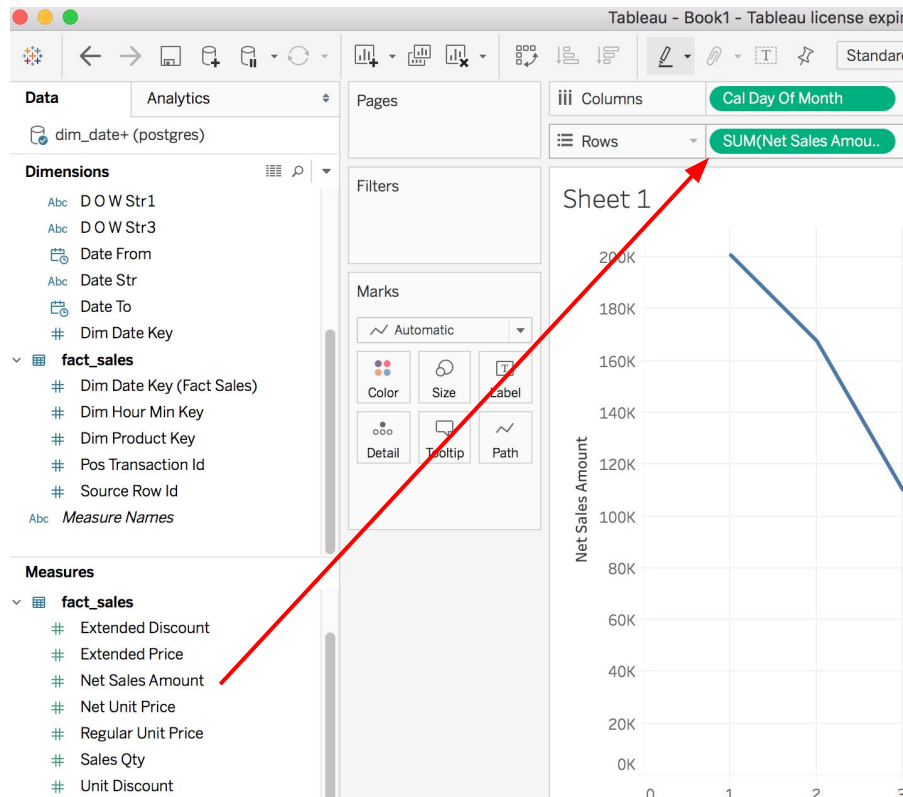 Tableau - Book1 - Tableau license expir
Standard
Data
Analytics
dim_date+ (postgres)
Dimensions
Abc D O W Str1
Abc D O W Str3
Date From
Abc Date Str
Date To
# Dim Date Key
fact_sales
# Dim Date Key (Fact Sales)
# Dim Hour Min Key
# Dim Product Key
# Pos Transaction Id
# Source Row Id
Abc Measure Names
Measures
fact_sales
# Extended Discount
# Extended Price
# Net Sales Amount
# Net Unit Price
# Regular Unit Price
# Sales Qty
# Unit Discount
Pages
Filters
Marks
Automatic
Color Size Label
Detail Tooltip Path
Columns Cal Day Of Month
Rows SUM(Net Sales Amou..
Sheet 1
Net Sales Amount
200K
180K
160K
140K
120K
100K
80K
60K
40K
20K
0K
0 1 2 3